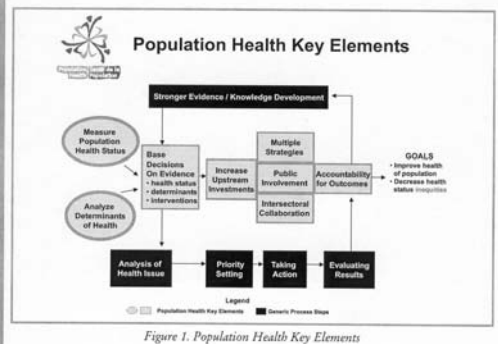 Population Health Key Elements
Stronger Evidence / Knowledge Development
Measure
Population
Health Status
Analyze
Determinants
of Health
Base
Decisions
On Evidence
• health status
• determinants
• interventions
Increase
Upstream
Investments
Multiple
Strategies
Public
Involvement
Intersectoral
Collaboration
Accountability
for Outcomes
GOALS
• Improve health
of population
• Decrease health
status inequities
Analysis of
Health Issue
Priority
Setting
Taking
Action
Evaluating
Results
Legend
Population Health Key Elements
Generic Process Steps
Figure 1. Population Health Key Elements